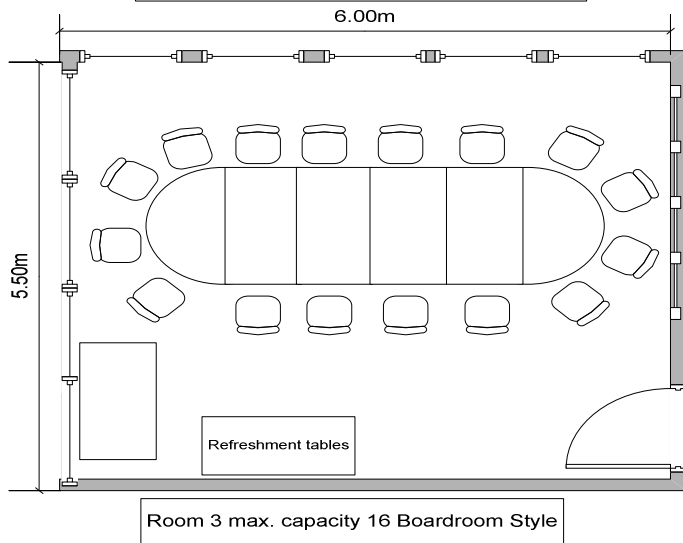 6.00m
5.50m
Refreshment tables
Room 3 max. capacity 16 Boardroom Style